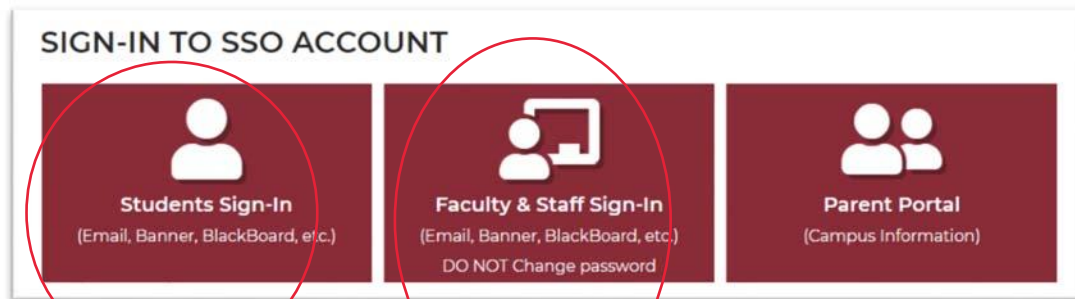 SIGN-IN TO SSO ACCOUNT
Students Sign-In
(Email, Banner, BlackBoard, etc.)
Faculty & Staff Sign-In
(Email, Banner, BlackBoard, etc.)
DO NOT Change password
Parent Portal
(Campus Information)